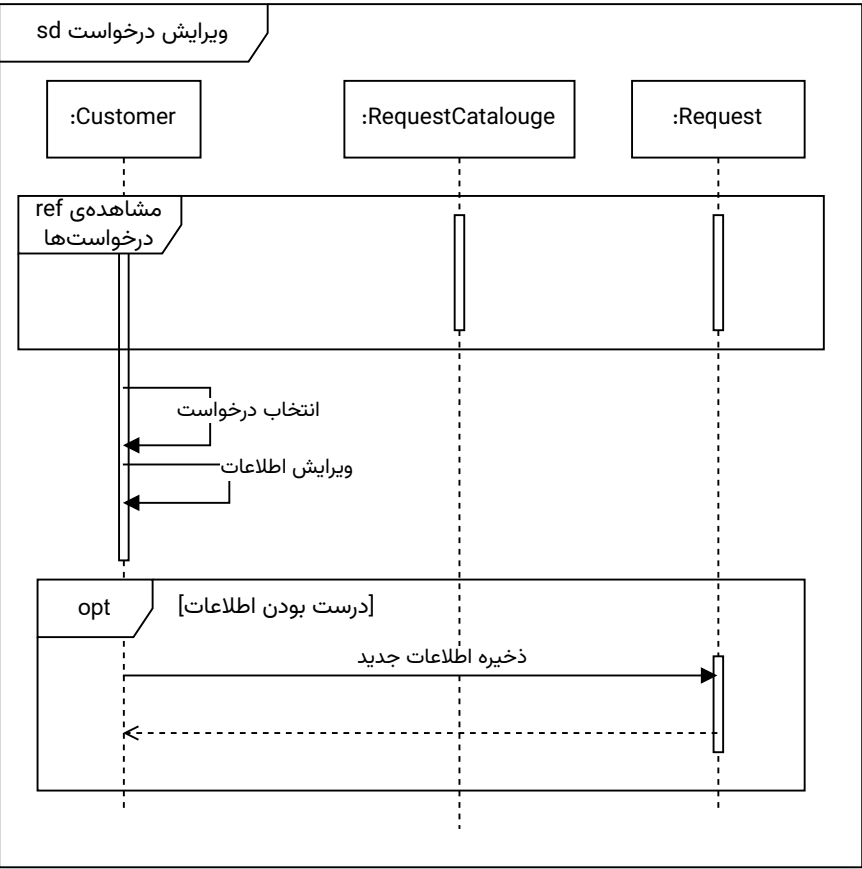 sd ویرایش درخواست
:Customer
:RequestCatalouge
:Request
ref مشاهده‌ی
درخواست‌ها
انتخاب درخواست
ویرایش اطلاعات
opt
[درست بودن اطلاعات]
ذخیره اطلاعات جدید